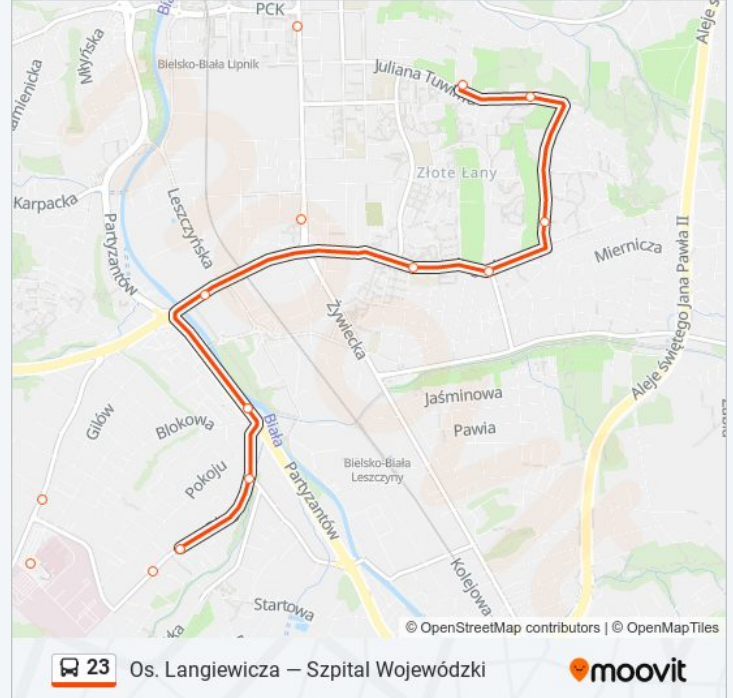 PCK
Młyńska
Bielsko-Biała Lipnik
Juliana Tuwima
Aleje ś
amienicka
Złote Łany
Karpacka
Leszczyńska
Partyzantów
Miernicza
Aleje świętego Jana Pawła II
Żywiecka
Jaśminowa
Gilów
Blokowa
Biała
Pawia
Pokoju
Partyzantów
Bielsko-Biała
Leszczyny
Kolejowa
Startowa
© OpenStreetMap contributors | © OpenMapTiles
23 Os. Langiewicza — Szpital Wojewódzki
moovit